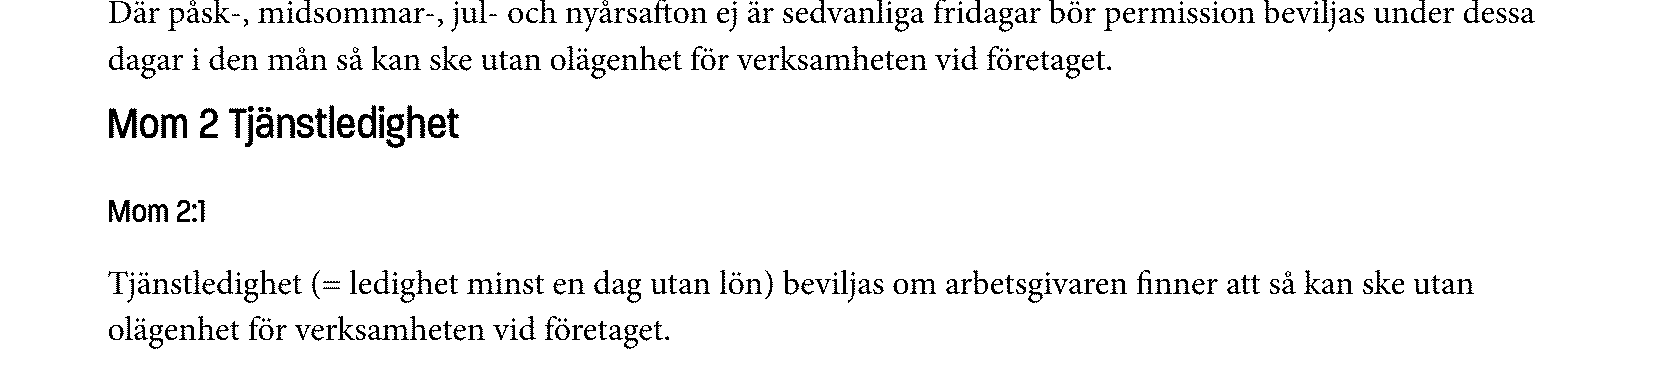 Där påsk-, midsommar-, jul- och nyårsafton ej är sedvanliga fridagar bör permission beviljas under dessa
dagar i den mån så kan ske utan olägenhet för verksamheten vid företaget.
Mom 2 Tjänstledighet
Mom 2:1
Tjänstledighet (= ledighet minst en dag utan lön) beviljas om arbetsgivaren finner att så kan ske utan
olägenhet för verksamheten vid företaget.